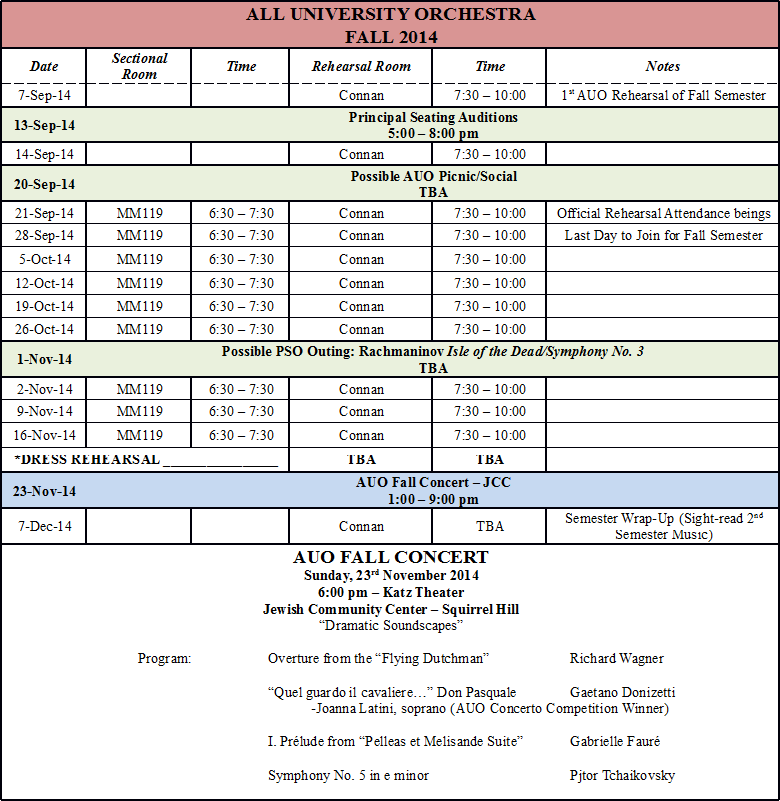 ALL UNIVERSITY ORCHESTRA
FALL 2014
Date Sectional Room Time Rehearsal Room Time Notes
7-Sep-14 Connan 7:30 – 10:00 1st AUO Rehearsal of Fall Semester
13-Sep-14 Principal Seating Auditions
5:00 – 8:00 pm
14-Sep-14 Connan 7:30 – 10:00
20-Sep-14 Possible AUO Picnic/Social
TBA
21-Sep-14 MM119 6:30 – 7:30 Connan 7:30 – 10:00 Official Rehearsal Attendance beings
28-Sep-14 MM119 6:30 – 7:30 Connan 7:30 – 10:00 Last Day to Join for Fall Semester
5-Oct-14 MM119 6:30 – 7:30 Connan 7:30 – 10:00
12-Oct-14 MM119 6:30 – 7:30 Connan 7:30 – 10:00
19-Oct-14 MM119 6:30 – 7:30 Connan 7:30 – 10:00
26-Oct-14 MM119 6:30 – 7:30 Connan 7:30 – 10:00
1-Nov-14 Possible PSO Outing: Rachmaninov Isle of the Dead/Symphony No. 3
TBA
2-Nov-14 MM119 6:30 – 7:30 Connan 7:30 – 10:00
9-Nov-14 MM119 6:30 – 7:30 Connan 7:30 – 10:00
16-Nov-14 MM119 6:30 – 7:30 Connan 7:30 – 10:00
*DRESS REHEARSAL ________________ TBA TBA
23-Nov-14 AUO Fall Concert – JCC
1:00 – 9:00 pm
7-Dec-14 Connan TBA Semester Wrap-Up (Sight-read 2nd
Semester Music)
AUO FALL CONCERT
Sunday, 23rd November 2014
6:00 pm – Katz Theater
Jewish Community Center – Squirrel Hill
“Dramatic Soundscapes”
Program: Overture from the “Flying Dutchman” Richard Wagner
“Quel guardo il cavaliere…” Don Pasquale Gaetano Donizetti
-Joanna Latini, soprano (AUO Concerto Competition Winner)
I. Prélude from “Pelleas et Melisande Suite” Gabrielle Fauré
Symphony No. 5 in e minor Pjtor Tchaikovsky